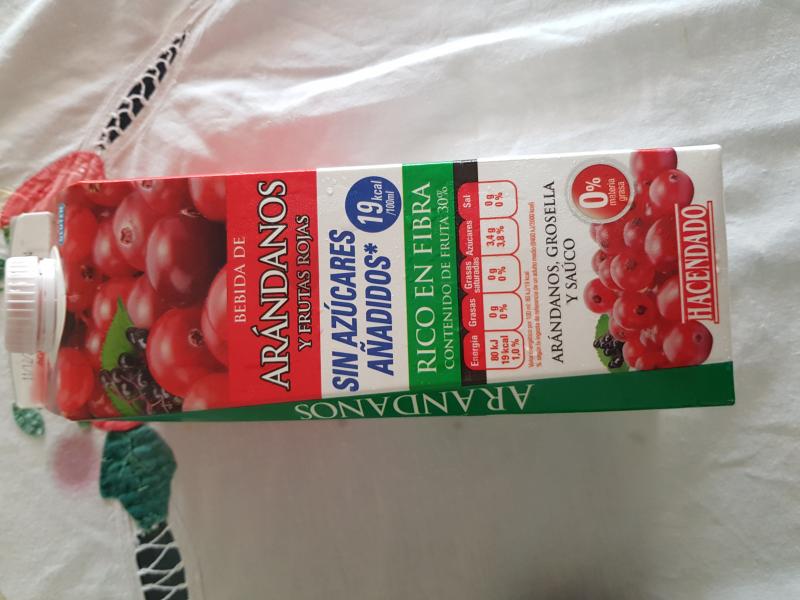 BEBIDA DE
ARÁNDANOS
Y FRUTAS ROJAS
SIN AZÚCARES
AÑADIDOS*
19 kcal
/100ml
RICO EN FIBRA
CONTENIDO DE FRUTA 30%
Energía Grasas Grasas saturadas Azúcares Sal
80 kJ 0 g 0 g 3,4 g 0 g
19 kcal 0% 0% 3,8 % 0%
1,0 %
ARÁNDANOS, GROSELLA
Y SAÚCO
0%
materia
grasa
HACENDADO
ARÁNDANOS